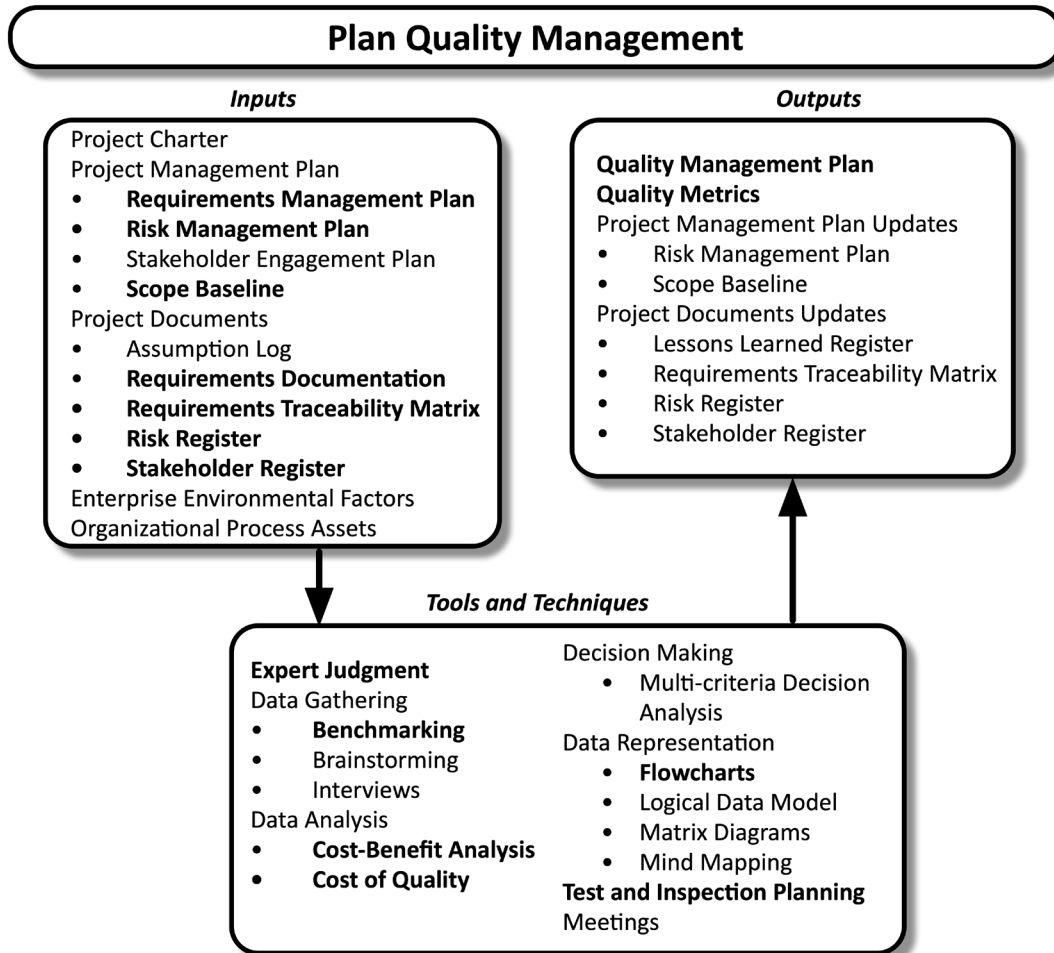 Plan Quality Management
Inputs
Project Charter
Project Management Plan
• Requirements Management Plan
• Risk Management Plan
• Stakeholder Engagement Plan
• Scope Baseline
Project Documents
• Assumption Log
• Requirements Documentation
• Requirements Traceability Matrix
• Risk Register
• Stakeholder Register
Enterprise Environmental Factors
Organizational Process Assets
Outputs
Quality Management Plan
Quality Metrics
Project Management Plan Updates
• Risk Management Plan
• Scope Baseline
Project Documents Updates
• Lessons Learned Register
• Requirements Traceability Matrix
• Risk Register
• Stakeholder Register
Tools and Techniques
Expert Judgment
Data Gathering
• Benchmarking
• Brainstorming
• Interviews
Data Analysis
• Cost-Benefit Analysis
• Cost of Quality
Decision Making
• Multi-criteria Decision
Analysis
Data Representation
• Flowcharts
• Logical Data Model
• Matrix Diagrams
• Mind Mapping
Test and Inspection Planning
Meetings